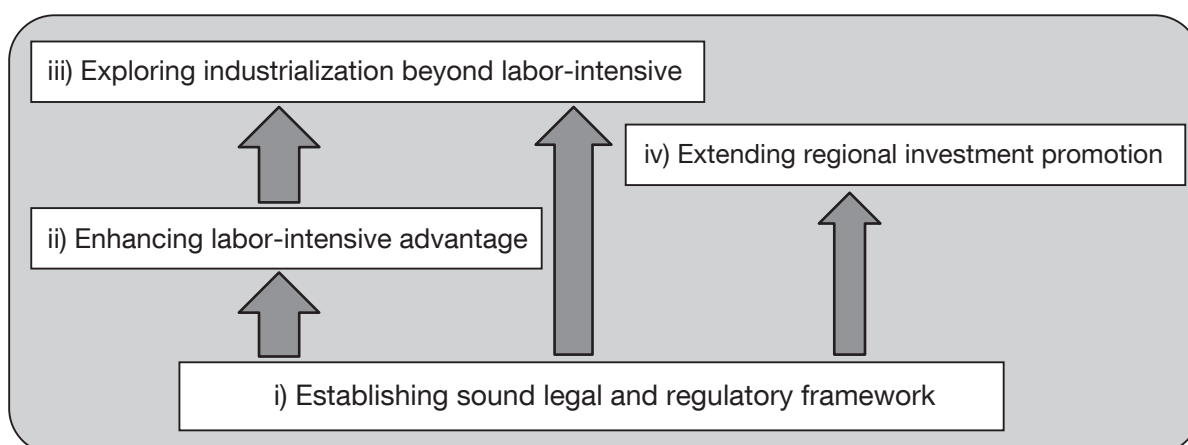 iii) Exploring industrialization beyond labor-intensive
iv) Extending regional investment promotion
ii) Enhancing labor-intensive advantage
i) Establishing sound legal and regulatory framework